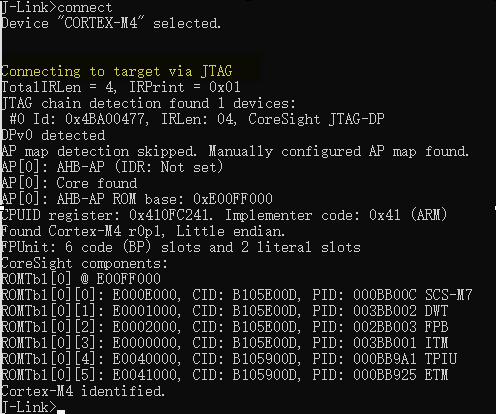 J-Link>connect
Device "CORTEX-M4" selected.
Connecting to target via JTAG
TotalIRLen = 4, IRPrint = 0x01
JTAG chain detection found 1 devices:
#0 Id: 0x4BA00477, IRLen: 04, CoreSight JTAG-DP
DPv0 detected
AP map detection skipped. Manually configured AP map found.
AP[0]: AHB-AP (IDR: Not set)
AP[0]: Core found
AP[0]: AHB-AP ROM base: 0xE00FF000
CPUID register: 0x410FC241. Implementer code: 0x41 (ARM)
Found Cortex-M4 r0p1, Little endian.
FPUnit: 6 code (BP) slots and 2 literal slots
CoreSight components:
ROMTbl[0] @ E00FF000
ROMTbl[0][0]: E000E000, CID: B105E00D, PID: 000BB00C SCS-M7
ROMTbl[0][1]: E0001000, CID: B105E00D, PID: 003BB002 DWT
ROMTbl[0][2]: E0002000, CID: B105E00D, PID: 002BB003 FPB
ROMTbl[0][3]: E0000000, CID: B105E00D, PID: 003BB001 ITM
ROMTbl[0][4]: E0040000, CID: B105900D, PID: 000BB9A1 TPIU
ROMTbl[0][5]: E0041000, CID: B105900D, PID: 000BB925 ETM
Cortex-M4 identified.
J-Link>